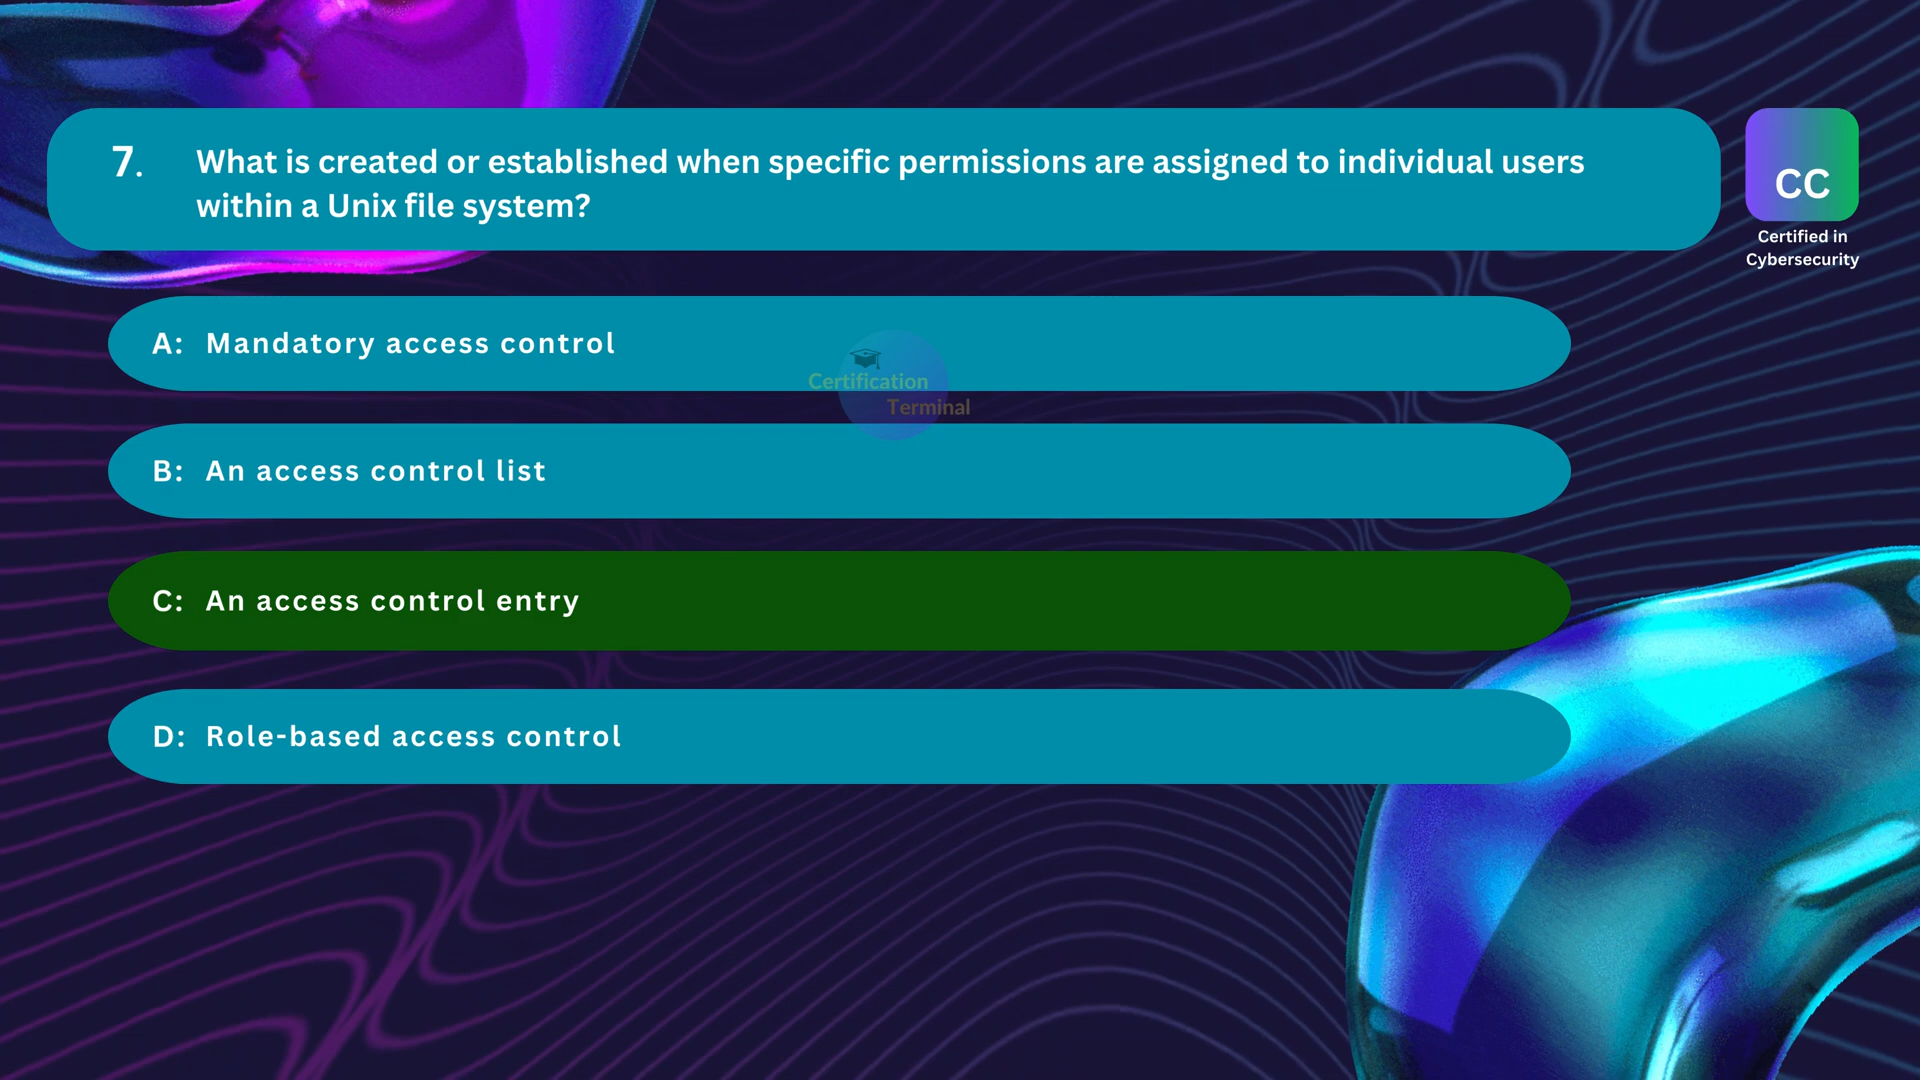 7. What is created or established when specific permissions are assigned to individual users
within a Unix file system?
CC
Certified in
Cybersecurity
A: Mandatory access control
Certification
Terminal
B: An access control list
C: An access control entry
D: Role-based access control